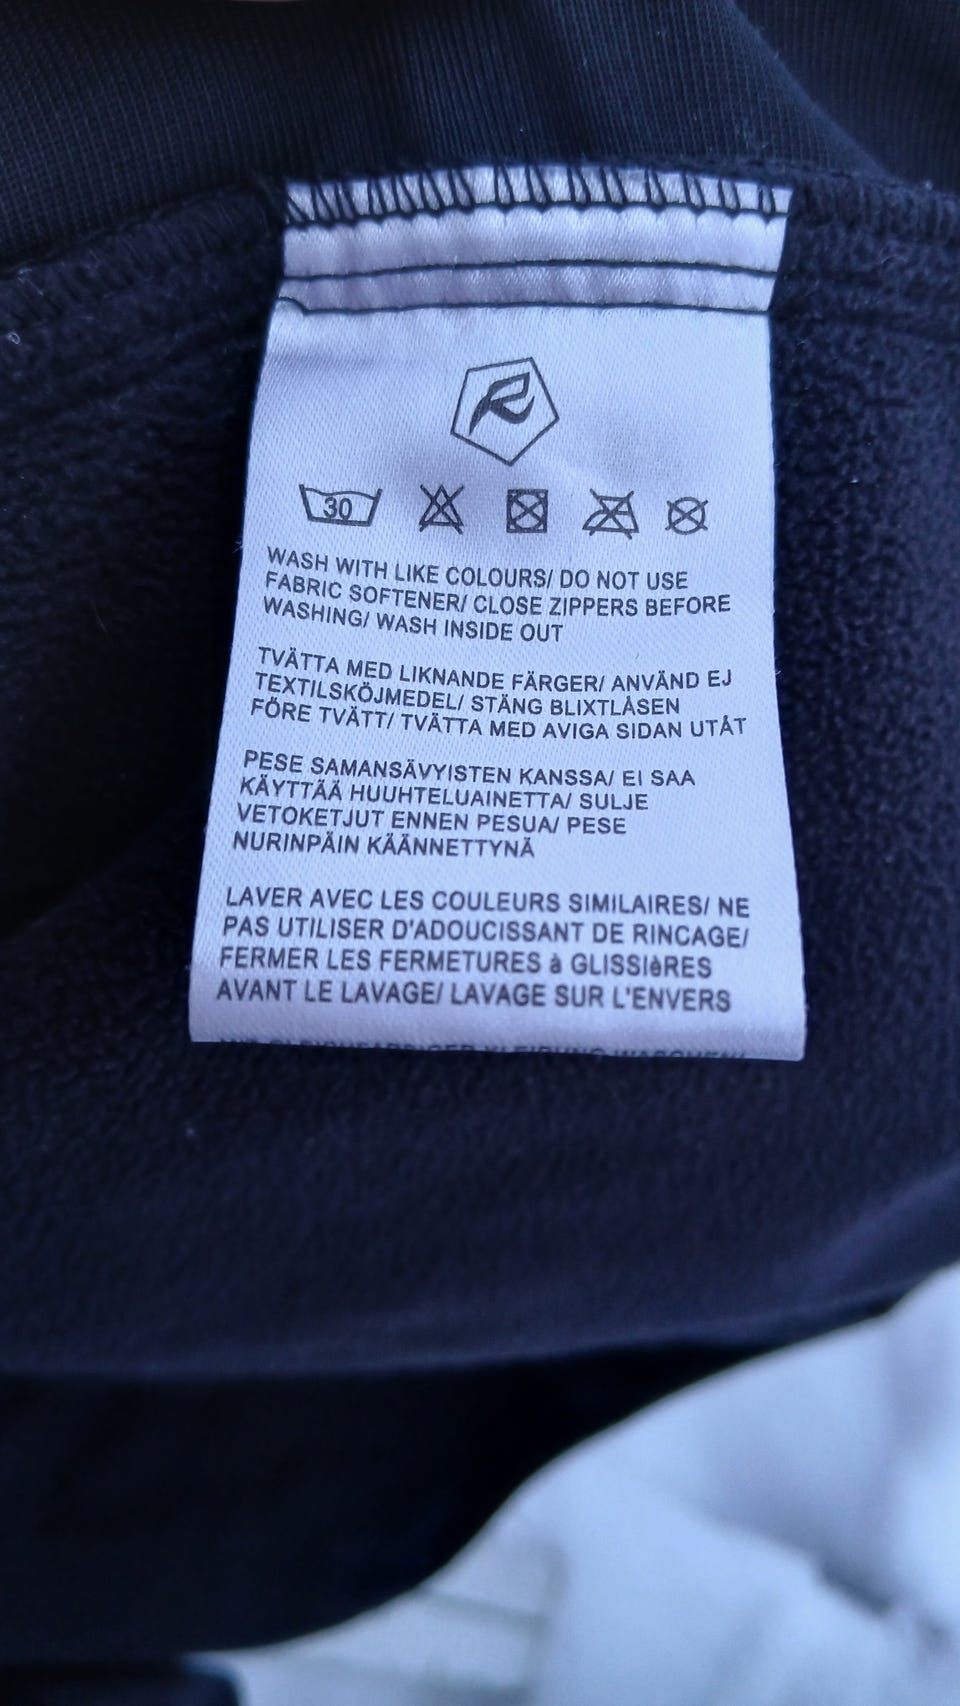 R
30
WASH WITH LIKE COLOURS/ DO NOT USE
FABRIC SOFTENER/ CLOSE ZIPPERS BEFORE
WASHING/ WASH INSIDE OUT
TVÄTTA MED LIKNANDE FÄRGER/ ANVÄND EJ
TEXTILSKÖJMEDEL/ STÄNG BLIXTLÅSEN
FÖRE TVÄTT/ TVÄTTA MED AVIGA SIDAN UTÅT
PESE SAMANSÄVYISTEN KANSSA/ EI SAA
KÄYTTÄÄ HUUHTELUAINETTA/ SULJE
VETOKETJUT ENNEN PESUA/ PESE
NURINPÄIN KÄÄNNETTYNÄ
LAVER AVEC LES COULEURS SIMILAIRES/ NE
PAS UTILISER D'ADOUCISSANT DE RINCAGE/
FERMER LES FERMETURES à GLISSIèRES
AVANT LE LAVAGE/ LAVAGE SUR L'ENVERS